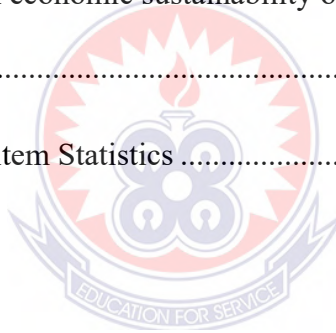 economic sustainability o
....................................
tem Statistics ....................
EDUCATION FOR SERVICE